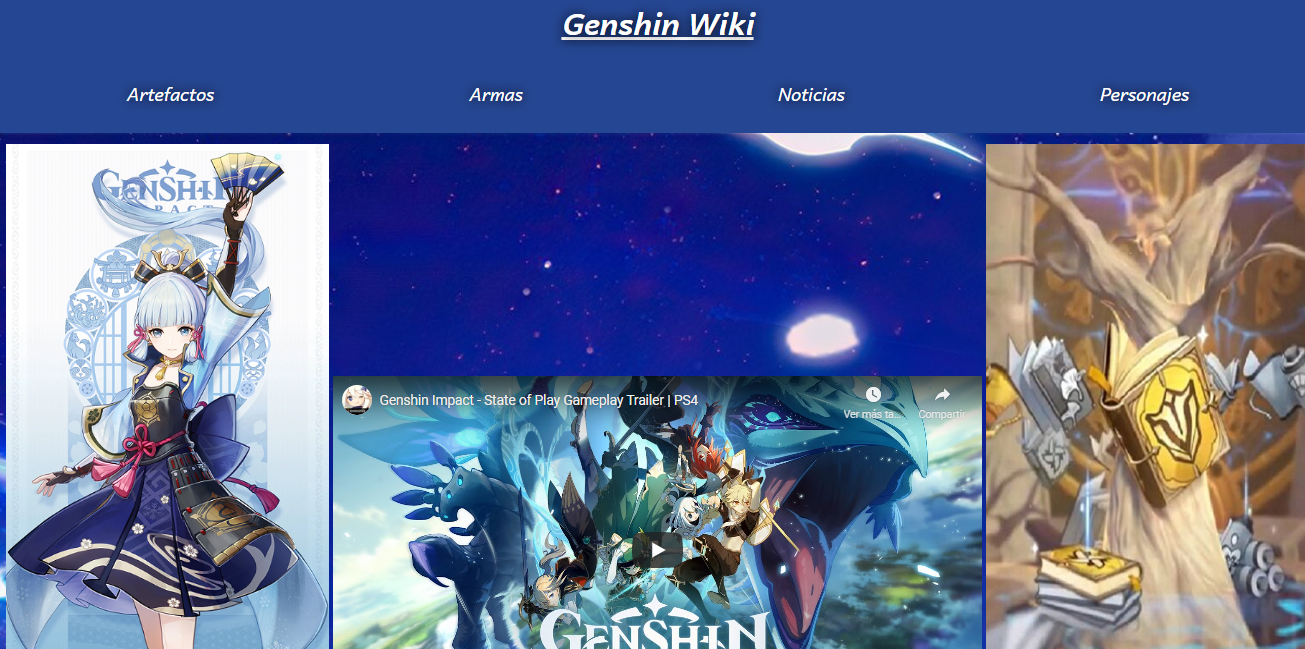 Genshin Wiki
Artefactos
Armas
Noticias
Personajes
GENSHIN
Genshin Impact - State of Play Gameplay Trailer | PS4
Ver más ta...
Compartir
GENSHIN